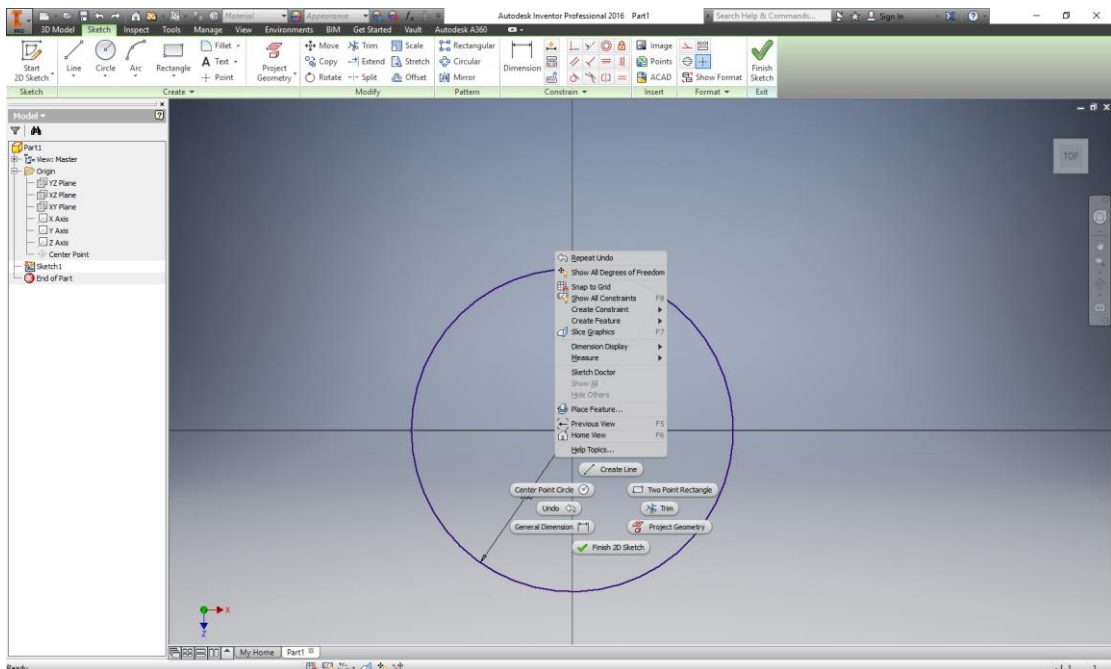 Material
Appearance
Autodesk Inventor Professional 2016 Part1
Search Help & Commands...
Sign In
PRO
3D Model Sketch Inspect Tools Manage View Environments BIM Get Started Vault Autodesk A360
Start
2D Sketch
Line
Circle
Arc
Rectangle
Fillet
Text
Point
Project
Geometry
Move
Trim
Scale
Copy
Extend
Stretch
Rotate
Split
Offset
Rectangular
Circular
Mirror
Dimension
Image
Points
ACAD
Show Format
Finish
Sketch
Sketch Create Modify Pattern Constrain Insert Format Exit
Model
Part1
View: Master
Origin
YZ Plane
XZ Plane
XY Plane
X Axis
Y Axis
Z Axis
Center Point
Sketch1
End of Part
TOP
Repeat Undo
Show All Degrees of Freedom
Snap to Grid
Show All Constraints F8
Create Constraint
Create Feature
Slice Graphics F7
Dimension Display
Measure
Sketch Doctor
Show All
Hide Others
Place Feature...
Previous View F5
Home View F6
Help Topics...
Create Line
Center Point Circle
Two Point Rectangle
Undo
Trim
General Dimension
Project Geometry
Finish 2D Sketch
X
Z
My Home Part1
Ready